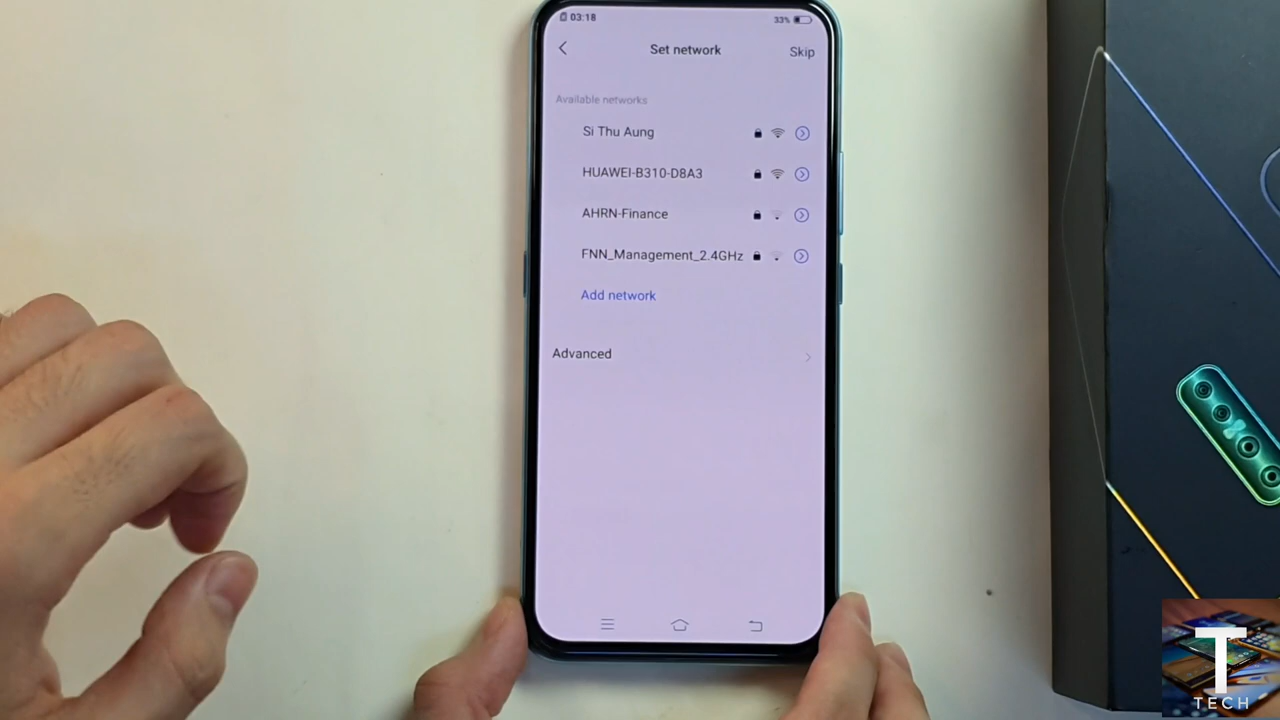 03:18
33%
Set network
Skip
Available networks
Si Thu Aung
HUAWEI-B310-D8A3
AHRN-Finance
FNN_Management_2.4GHz
Add network
Advanced
T
TECH